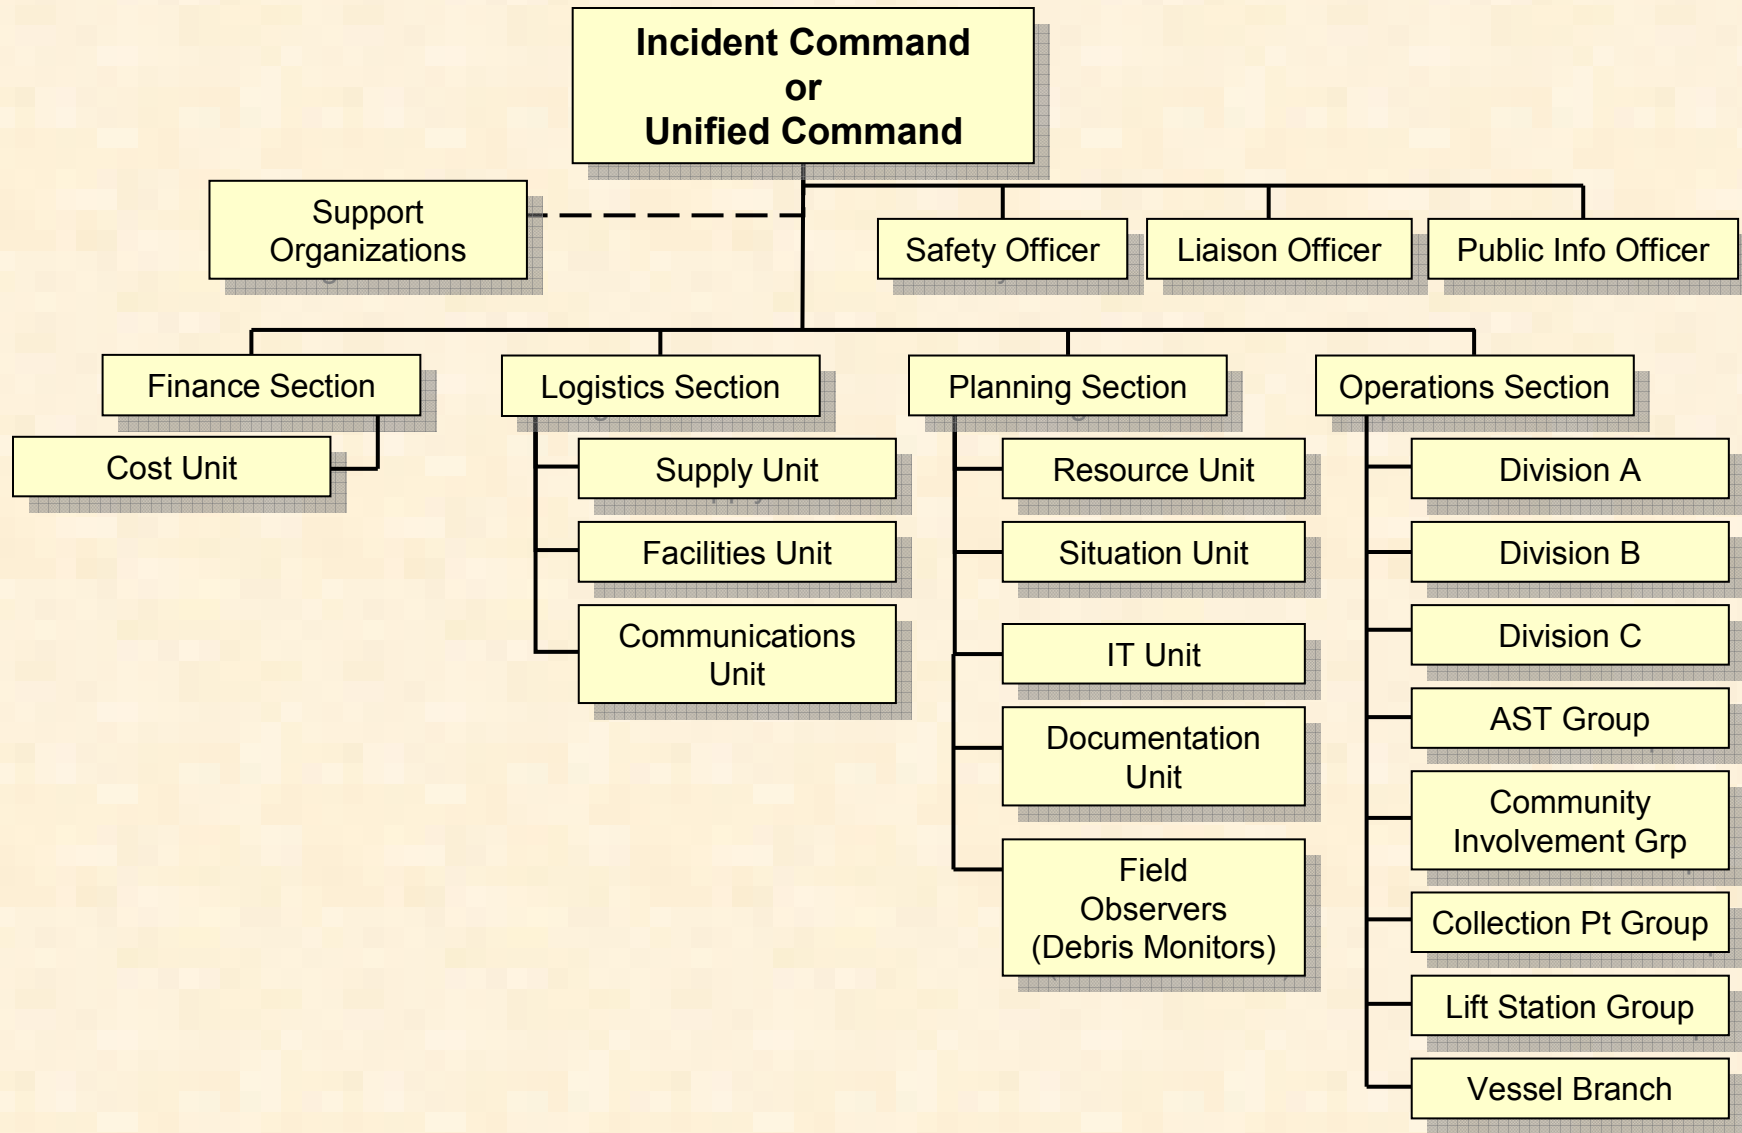 Incident Command
or
Unified Command
Support
Organizations
Safety Officer
Liaison Officer
Public Info Officer
Finance Section
Logistics Section
Planning Section
Operations Section
Cost Unit
Supply Unit
Facilities Unit
Communications
Unit
Resource Unit
Situation Unit
IT Unit
Documentation
Unit
Field
Observers
(Debris Monitors)
Division A
Division B
Division C
AST Group
Community
Involvement Grp
Collection Pt Group
Lift Station Group
Vessel Branch